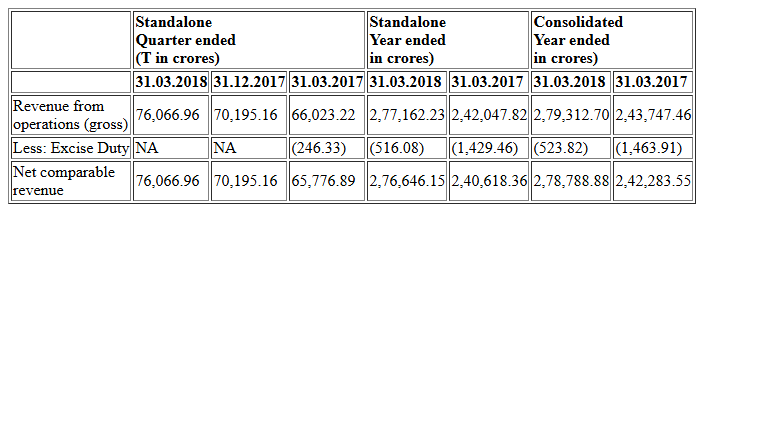 Standalone
Quarter ended
(T in crores)
Standalone
Year ended
in crores)
Consolidated
Year ended
in crores)
31.03.2018 31.12.2017 31.03.2017 31.03.2018 31.03.2017 31.03.2018 31.03.2017
Revenue from
operations (gross) 76,066.96 70,195.16 66,023.22 2,77,162.23 2,42,047.82 2,79,312.70 2,43,747.46
Less: Excise Duty NA NA (246.33) (516.08) (1,429.46) (523.82) (1,463.91)
Net comparable
revenue 76,066.96 70,195.16 65,776.89 2,76,646.15 2,40,618.36 2,78,788.88 2,42,283.55